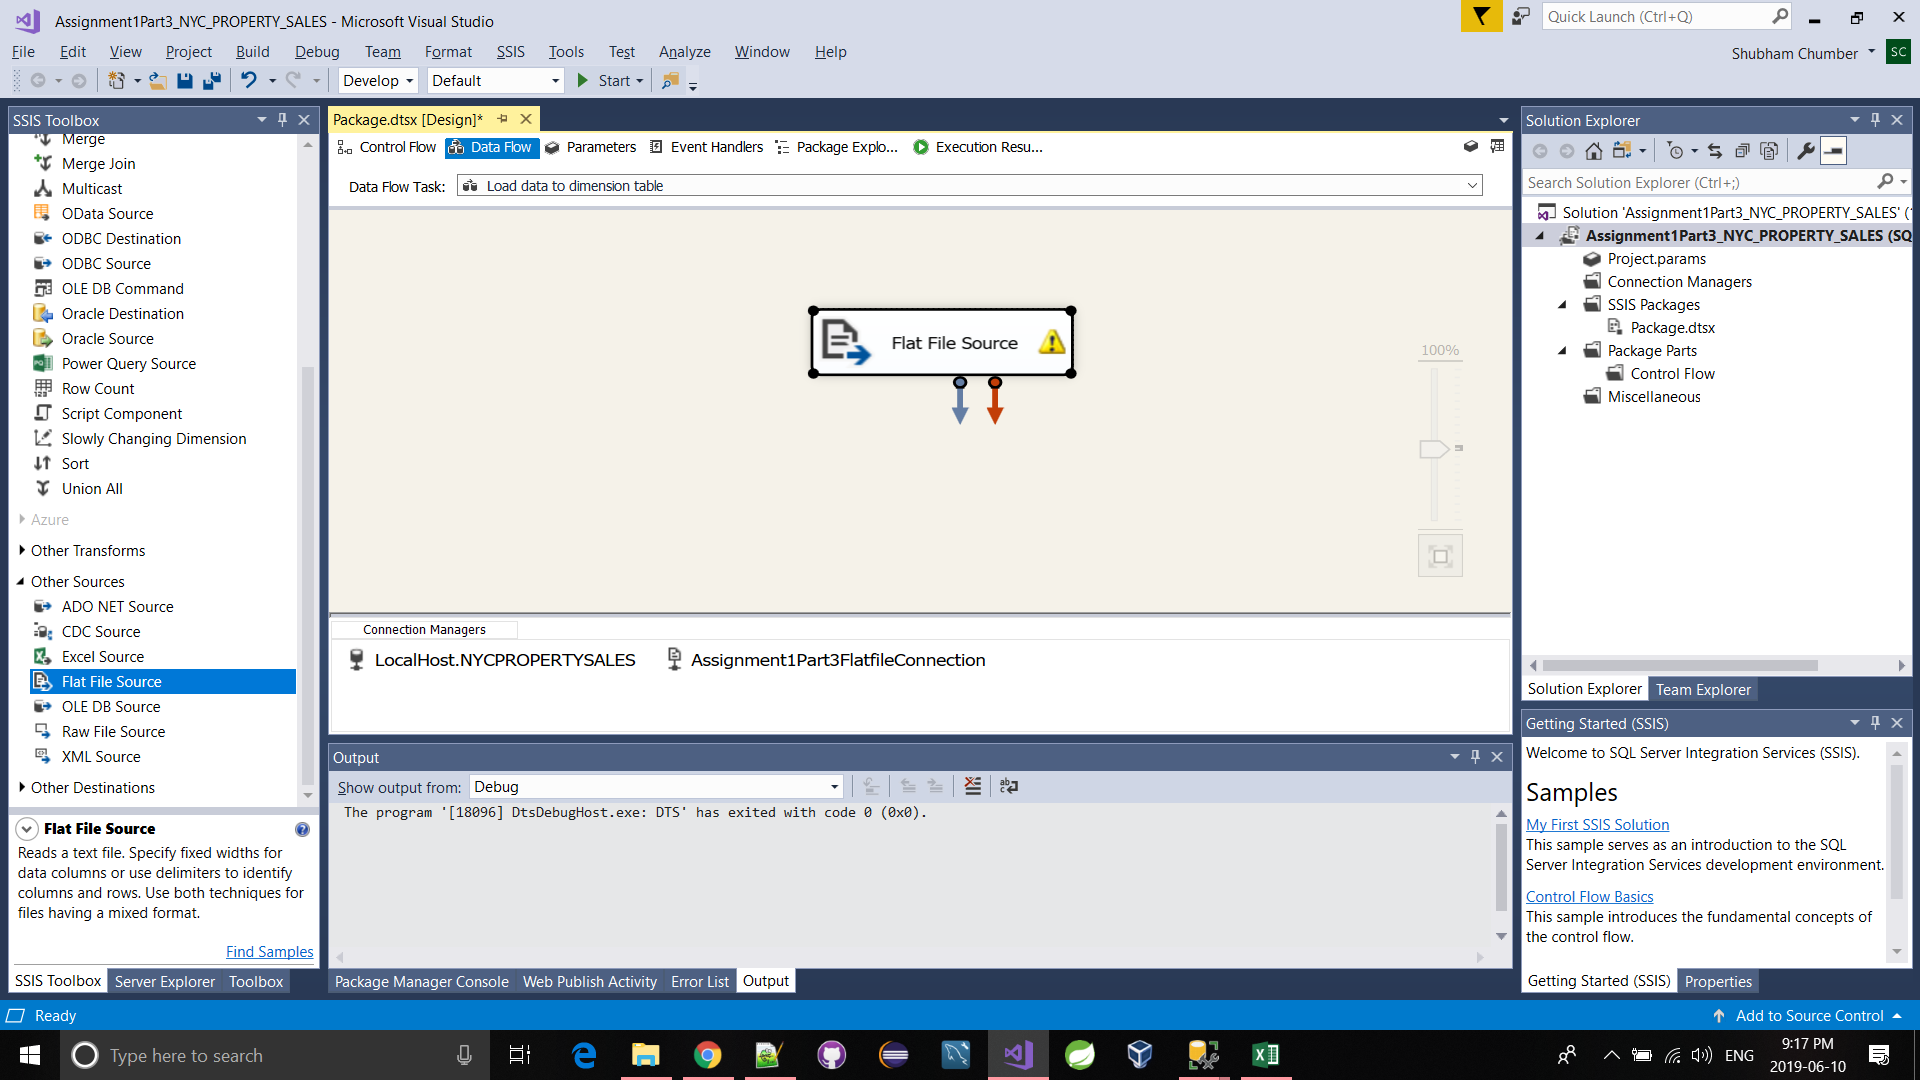 Assignment1Part3_NYC_PROPERTY_SALES - Microsoft Visual Studio
Quick Launch (Ctrl+Q)
File Edit View Project Build Debug Team Format SSIS Tools Test Analyze Window Help
Shubham Chumber SC
Develop Default Start
SSIS Toolbox
Merge
Merge Join
Multicast
OData Source
ODBC Destination
ODBC Source
OLE DB Command
Oracle Destination
Oracle Source
Power Query Source
Row Count
Script Component
Slowly Changing Dimension
Sort
Union All
Azure
Other Transforms
Other Sources
ADO NET Source
CDC Source
Excel Source
Flat File Source
OLE DB Source
Raw File Source
XML Source
Other Destinations
Flat File Source
Reads a text file. Specify fixed widths for
data columns or use delimiters to identify
columns and rows. Use both techniques for
files having a mixed format.
Find Samples
SSIS Toolbox Server Explorer Toolbox
Package.dtsx [Design]*
Control Flow Data Flow Parameters Event Handlers Package Explo... Execution Resu...
Data Flow Task: Load data to dimension table
Flat File Source
100%
Connection Managers
LocalHost.NYCPROPERTYSALES Assignment1Part3FlatfileConnection
Output
Show output from: Debug
The program '[18096] DtsDebugHost.exe: DTS' has exited with code 0 (0x0).
Package Manager Console Web Publish Activity Error List Output
Solution Explorer
Search Solution Explorer (Ctrl+;)
Solution 'Assignment1Part3_NYC_PROPERTY_SALES' (
Assignment1Part3_NYC_PROPERTY_SALES (SQ
Project.params
Connection Managers
SSIS Packages
Package.dtsx
Package Parts
Control Flow
Miscellaneous
Solution Explorer Team Explorer
Getting Started (SSIS)
Welcome to SQL Server Integration Services (SSIS).
Samples
My First SSIS Solution
This sample serves as an introduction to the SQL
Server Integration Services development environment.
Control Flow Basics
This sample introduces the fundamental concepts of
the control flow.
Getting Started (SSIS) Properties
Ready
Add to Source Control
Type here to search
ENG
9:17 PM
2019-06-10